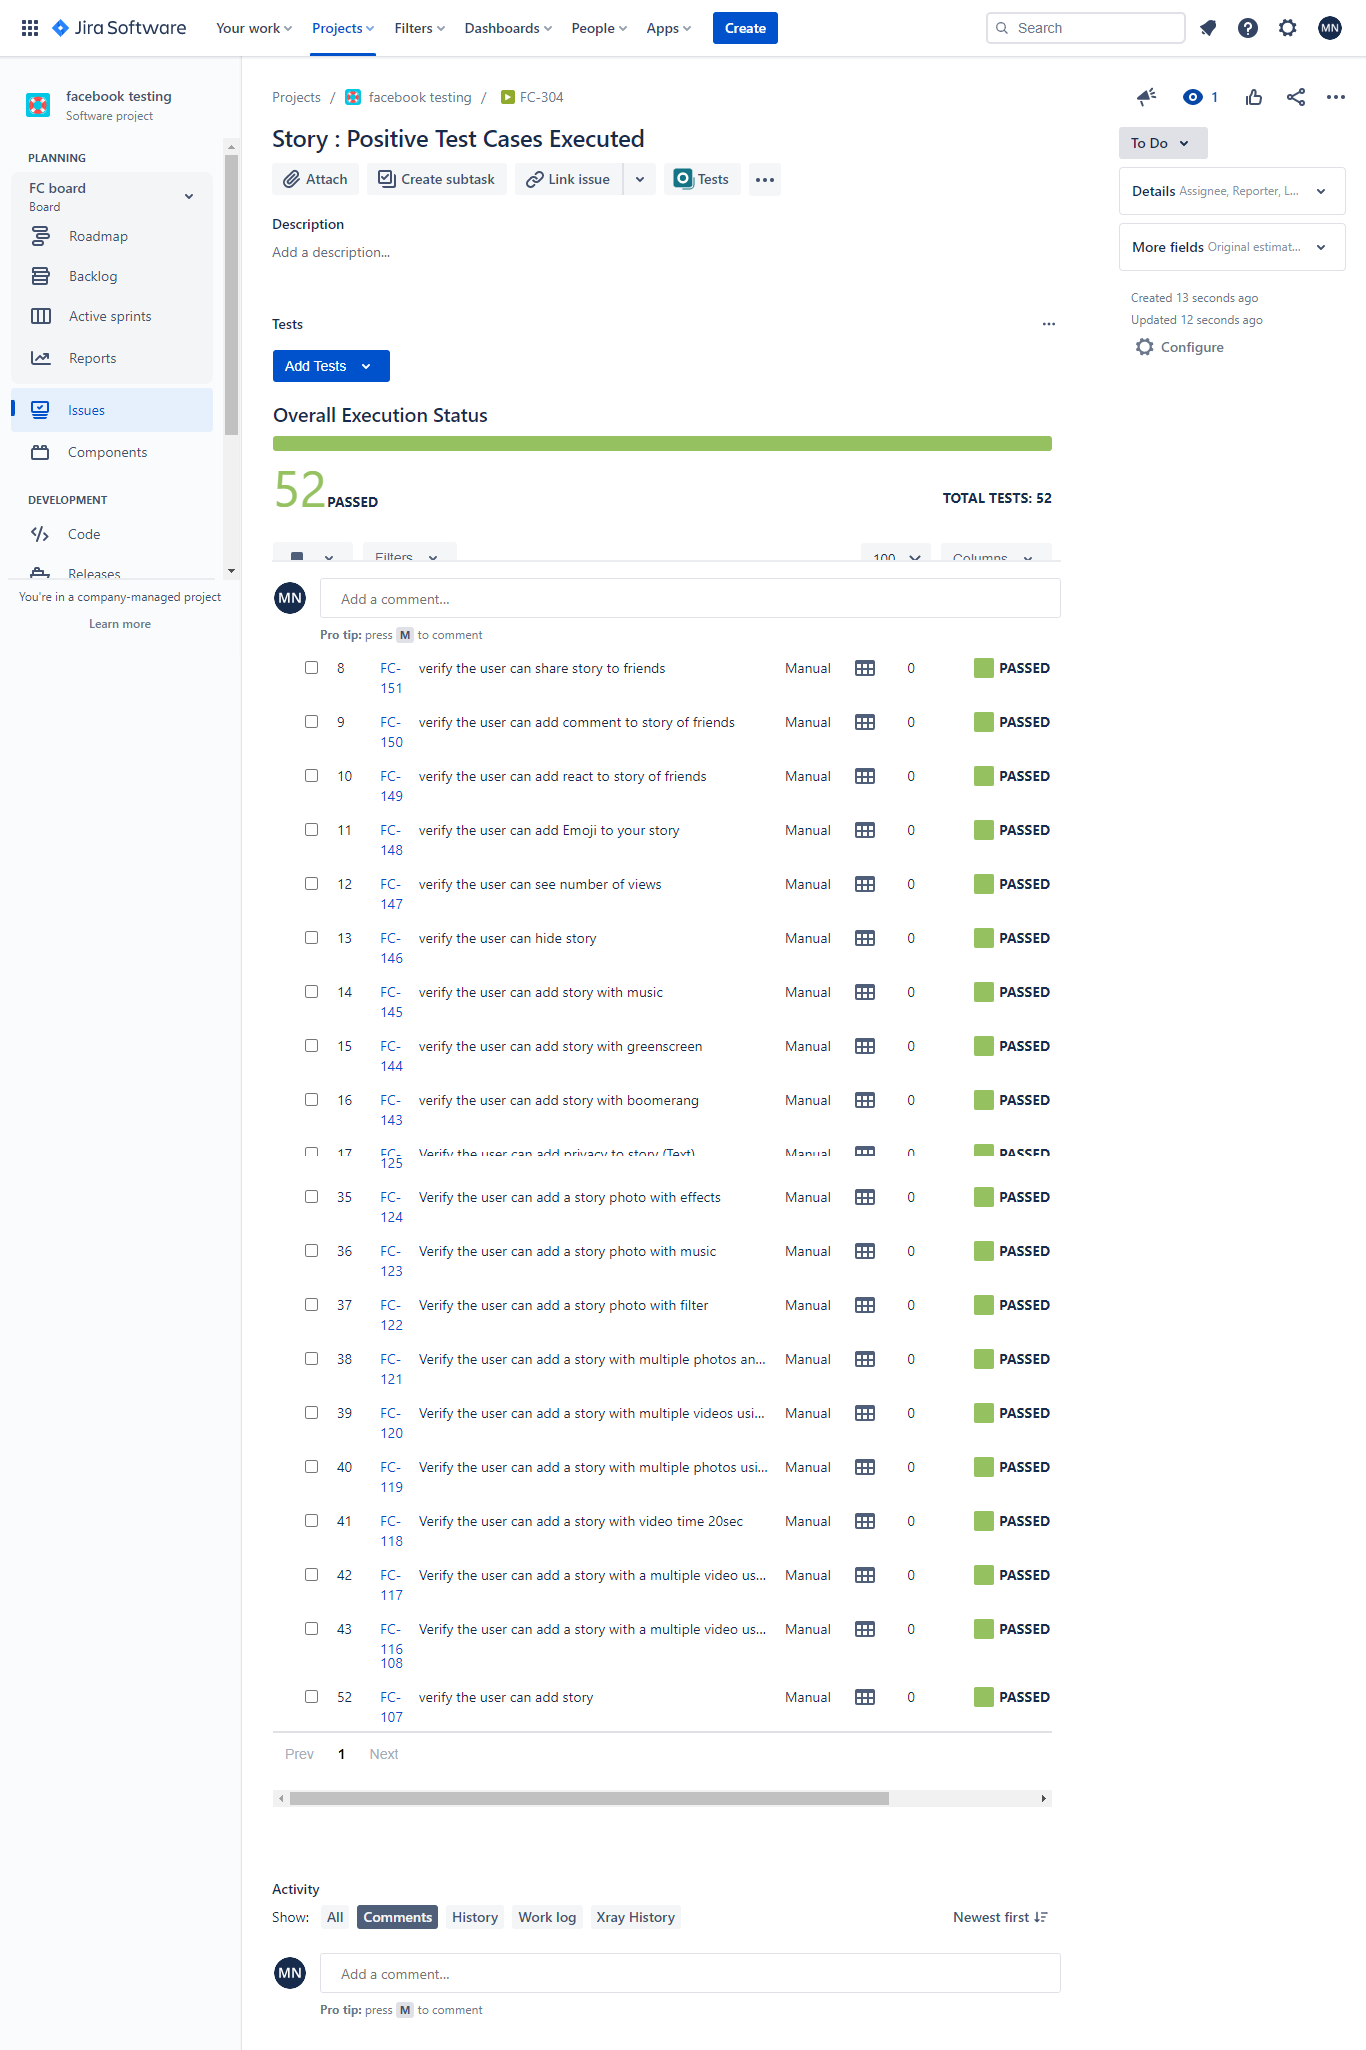 Jira Software
Your work
Projects
Filters
Dashboards
People
Apps
Create
Search
MN
facebook testing
Software project
PLANNING
FC board
Board
Roadmap
Backlog
Active sprints
Reports
Issues
Components
DEVELOPMENT
Code
Releases
You're in a company-managed project
Learn more
Projects / facebook testing / FC-304
1
Story : Positive Test Cases Executed
Attach
Create subtask
Link issue
Tests
To Do
Details Assignee, Reporter, L...
More fields Original estimat...
Created 13 seconds ago
Updated 12 seconds ago
Configure
Description
Add a description...
Tests
Add Tests
Overall Execution Status
52 PASSED
TOTAL TESTS: 52
Filters
100
Columns
MN
Add a comment...
Pro tip: press M to comment
8 FC-151 verify the user can share story to friends Manual 0 PASSED
9 FC-150 verify the user can add comment to story of friends Manual 0 PASSED
10 FC-149 verify the user can add react to story of friends Manual 0 PASSED
11 FC-148 verify the user can add Emoji to your story Manual 0 PASSED
12 FC-147 verify the user can see number of views Manual 0 PASSED
13 FC-146 verify the user can hide story Manual 0 PASSED
14 FC-145 verify the user can add story with music Manual 0 PASSED
15 FC-144 verify the user can add story with greenscreen Manual 0 PASSED
16 FC-143 verify the user can add story with boomerang Manual 0 PASSED
17 FC- Verify the user can add privacy to story (Text) Manual 0 PASSED
125
35 FC-124 Verify the user can add a story photo with effects Manual 0 PASSED
36 FC-123 Verify the user can add a story photo with music Manual 0 PASSED
37 FC-122 Verify the user can add a story photo with filter Manual 0 PASSED
38 FC-121 Verify the user can add a story with multiple photos an... Manual 0 PASSED
39 FC-120 Verify the user can add a story with multiple videos usi... Manual 0 PASSED
40 FC-119 Verify the user can add a story with multiple photos usi... Manual 0 PASSED
41 FC-118 Verify the user can add a story with video time 20sec Manual 0 PASSED
42 FC-117 Verify the user can add a story with a multiple video us... Manual 0 PASSED
43 FC-116 Verify the user can add a story with a multiple video us... Manual 0 PASSED
108
52 FC-107 verify the user can add story Manual 0 PASSED
Prev 1 Next
Activity
Show: All Comments History Work log Xray History
Newest first
MN
Add a comment...
Pro tip: press M to comment